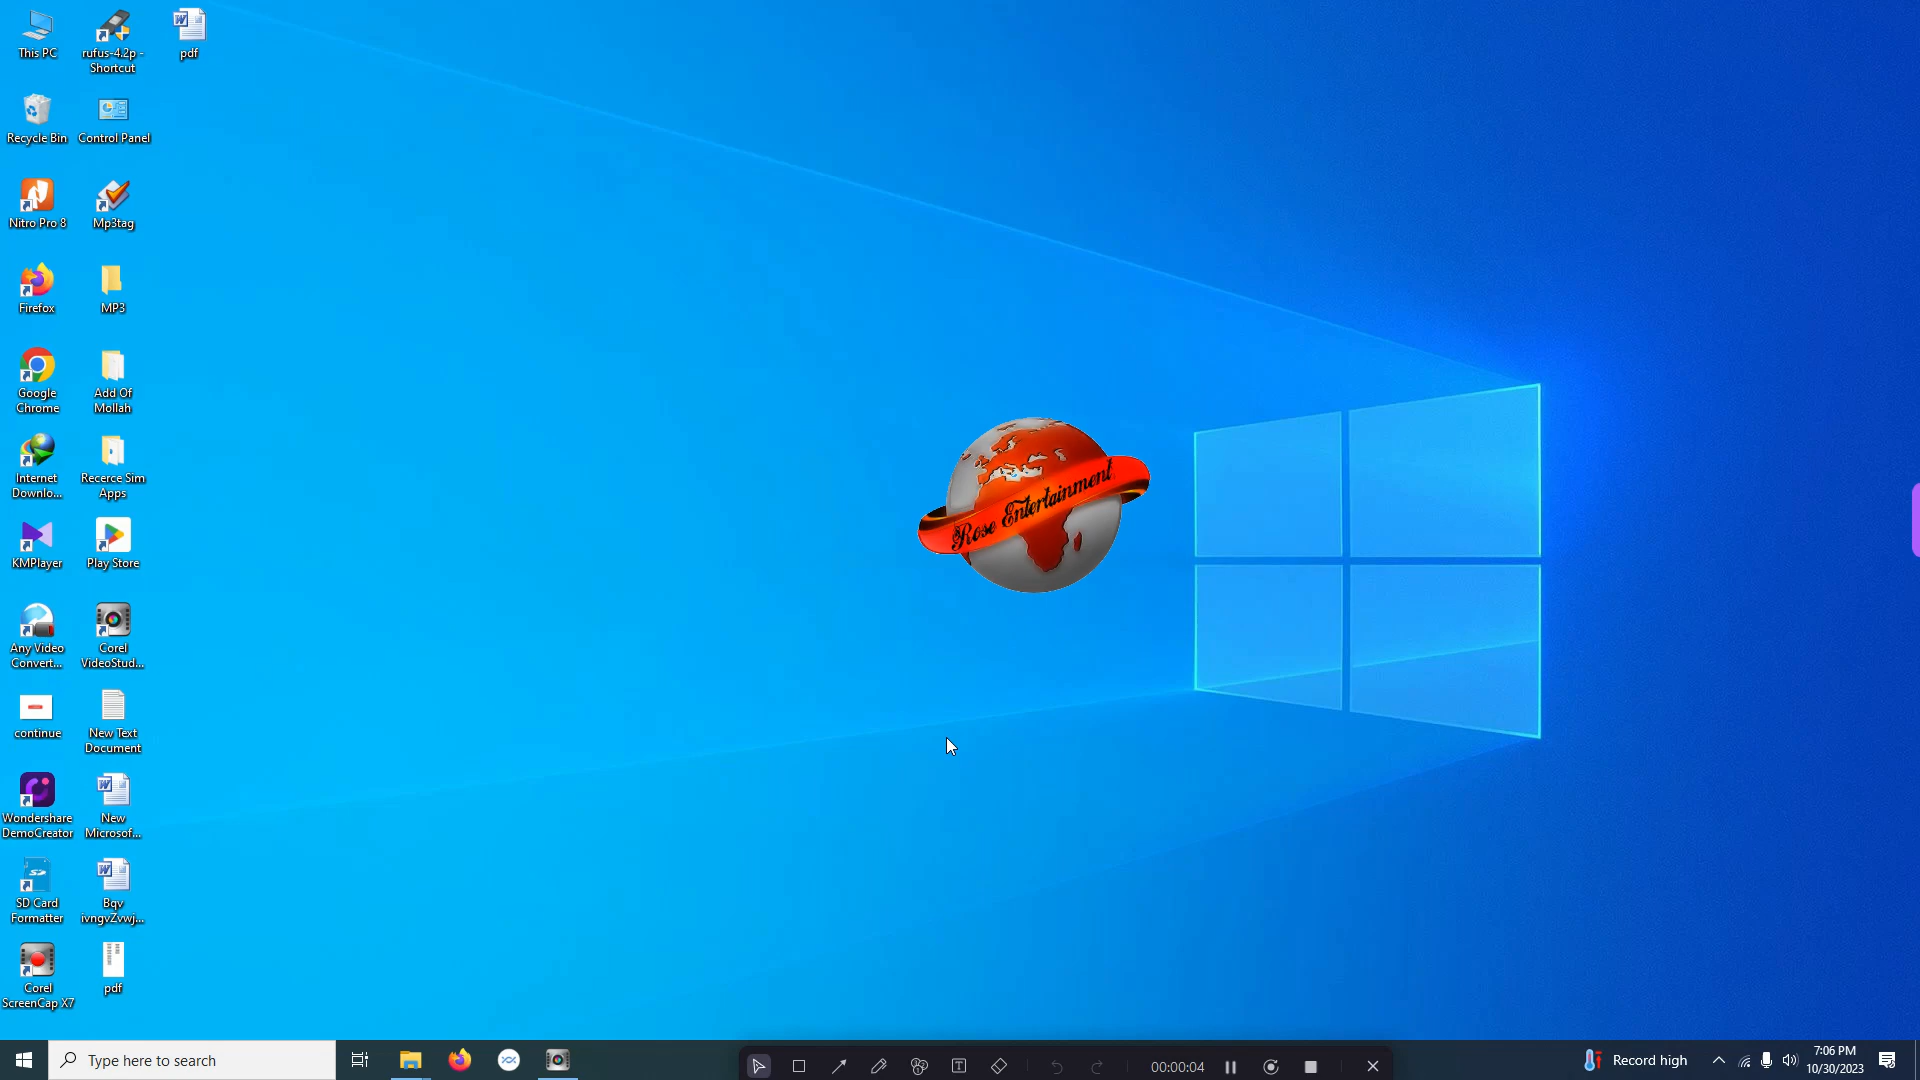 This PC
rufus-4.2p -
Shortcut
pdf
Recycle Bin
Control Panel
Nitro Pro 8
Mp3tag
Firefox
MP3
Google
Chrome
Add Of
Mollah
Internet
Downlo...
Recerce Sim
Apps
KMPlayer
Play Store
Any Video
Convert...
Corel
VideoStud...
continue
New Text
Document
Wondershare
DemoCreator
New
Microsof...
SD Card
Formatter
Bqv
ivngvZvwj...
Corel
ScreenCap X7
pdf
Rose Entertainment
Type here to search
00:00:04
Record high
7:06 PM
10/30/2023